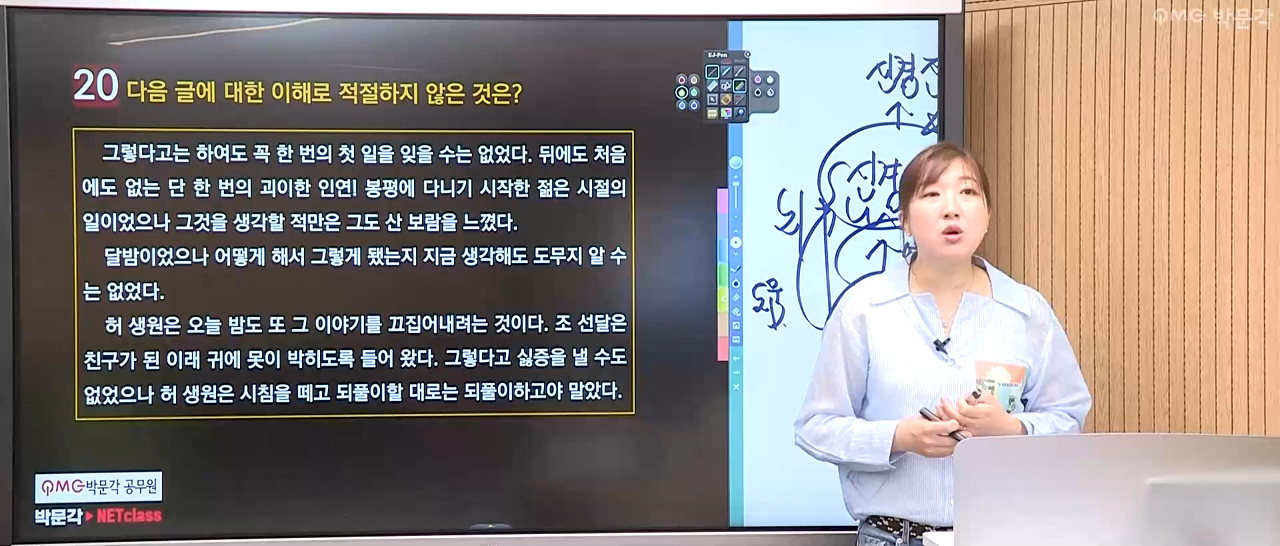 PMG 박문각
EJ-Pen
20 다음 글에 대한 이해로 적절하지 않은 것은?
그렇다고는 하여도 꼭 한 번의 첫 일을 잊을 수는 없었다. 뒤에도 처음
에도 없는 단 한 번의 괴이한 인연! 봉평에 다니기 시작한 젊은 시절의
일이었으나 그것을 생각할 적만은 그도 산 보람을 느꼈다.
달밤이었으나 어떻게 해서 그렇게 됐는지 지금 생각해도 도무지 알 수
는 없었다.
허 생원은 오늘 밤도 또 그 이야기를 끄집어내려는 것이다. 조 선달은
친구가 된 이래 귀에 못이 박히도록 들어 왔다. 그렇다고 싫증을 낼 수도
없었으나 허 생원은 시침을 떼고 되풀이할 대로는 되풀이하고야 말았다.
신경
뇌
PMG 박문각 공무원
박문각 NETclass